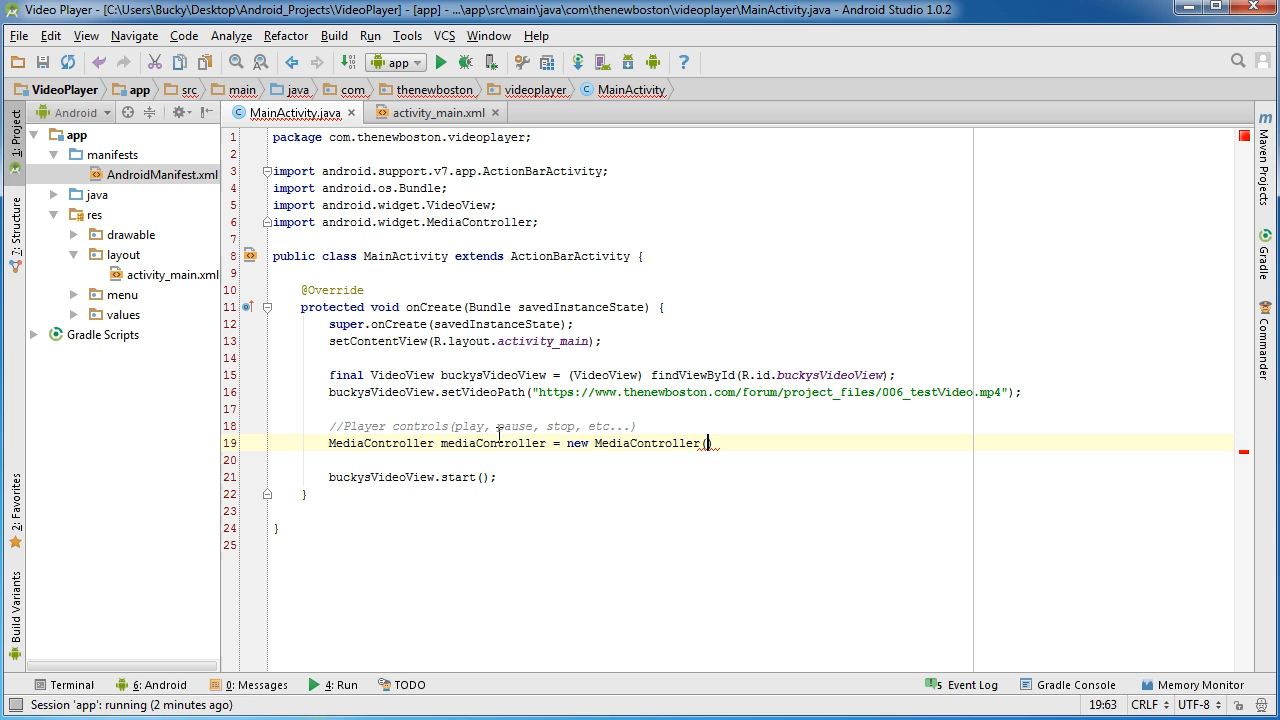 Video Player - [C:\Users\Bucky\Desktop\Android_Projects\VideoPlayer] - [app] - ...\app\src\main\java\com\thenewboston\videoplayer\MainActivity.java - Android Studio 1.0.2
File Edit View Navigate Code Analyze Refactor Build Run Tools VCS Window Help
app
VideoPlayer app src main java com thenewboston videoplayer MainActivity
Android
MainActivity.java
activity_main.xml
1: Project
7: Structure
2: Favorites
Build Variants
app
manifests
AndroidManifest.xml
java
res
drawable
layout
activity_main.xml
menu
values
Gradle Scripts
1 package com.thenewboston.videoplayer;
2
3 import android.support.v7.app.ActionBarActivity;
4 import android.os.Bundle;
5 import android.widget.VideoView;
6 import android.widget.MediaController;
7
8 public class MainActivity extends ActionBarActivity {
9
10 @Override
11 protected void onCreate(Bundle savedInstanceState) {
12 super.onCreate(savedInstanceState);
13 setContentView(R.layout.activity_main);
14
15 final VideoView buckysVideoView = (VideoView) findViewById(R.id.buckysVideoView);
16 buckysVideoView.setVideoPath("https://www.thenewboston.com/forum/project_files/006_testVideo.mp4");
17
18 //Player controls(play, pause, stop, etc...)
19 MediaController mediaController = new MediaController()
20
21 buckysVideoView.start();
22 }
23
24 }
25
Maven Projects
Gradle
Commander
Terminal 6: Android 0: Messages 4: Run TODO 5 Event Log Gradle Console Memory Monitor
Session 'app': running (2 minutes ago) 19:63 CRLF UTF-8